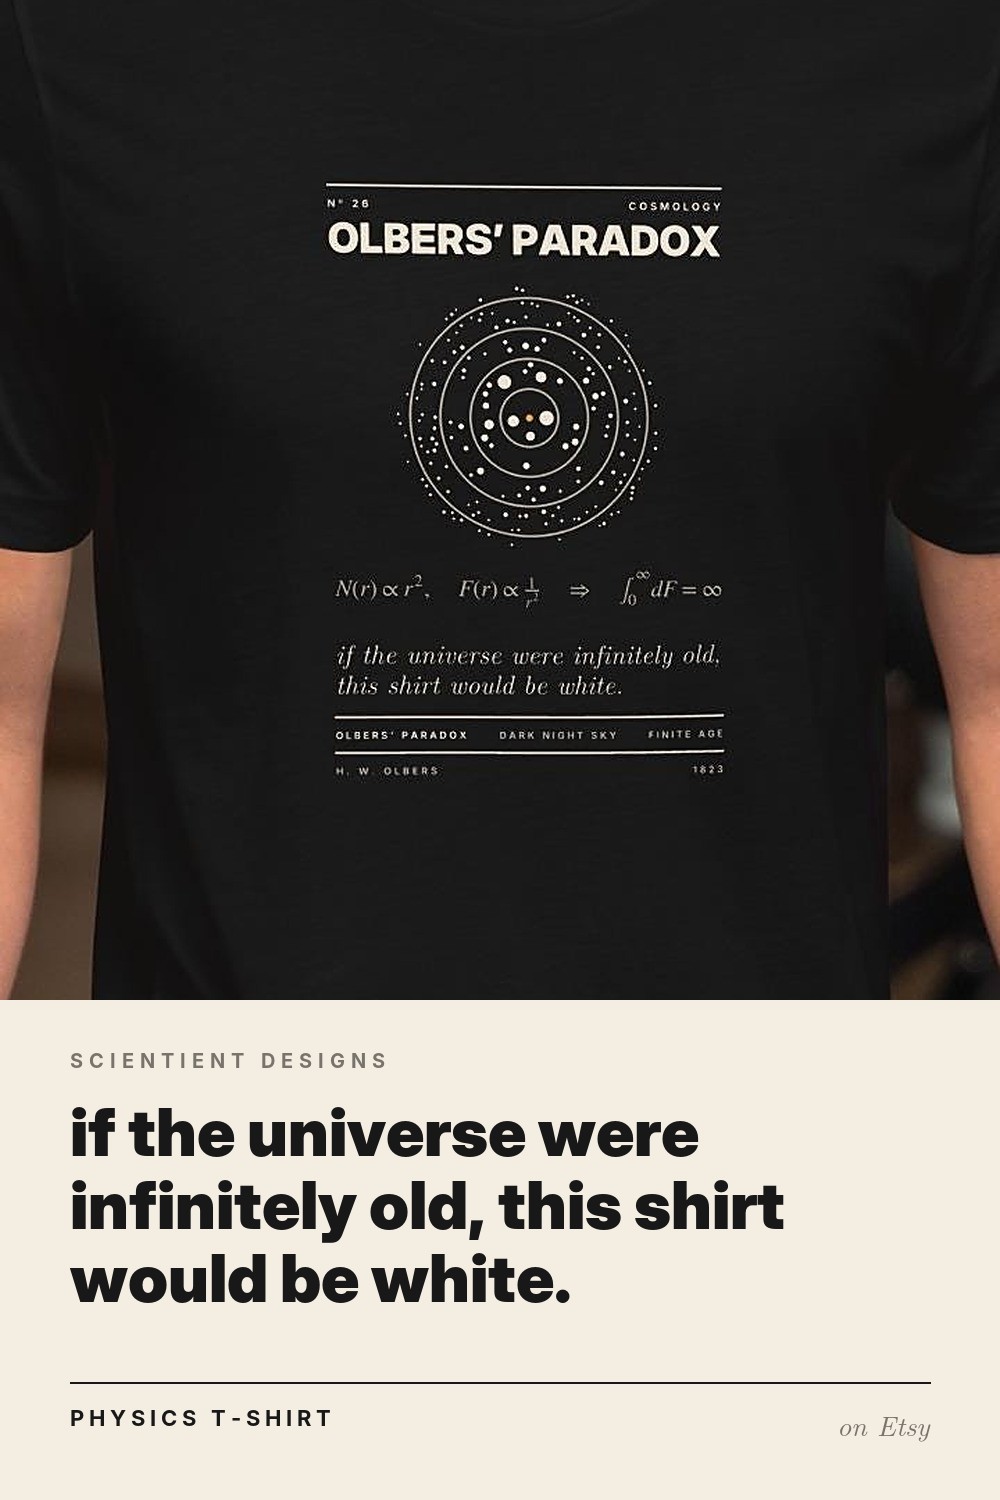 Nº 26
COSMOLOGY
OLBERS' PARADOX
N(r) ∝ r², F(r) ∝ 1/r² ⇒ ∫₀^∞ dF = ∞
if the universe were infinitely old,
this shirt would be white.
OLBERS' PARADOX DARK NIGHT SKY FINITE AGE
H. W. OLBERS 1823
SCIENTIENT DESIGNS
if the universe were
infinitely old, this shirt
would be white.
PHYSICS T-SHIRT
on Etsy